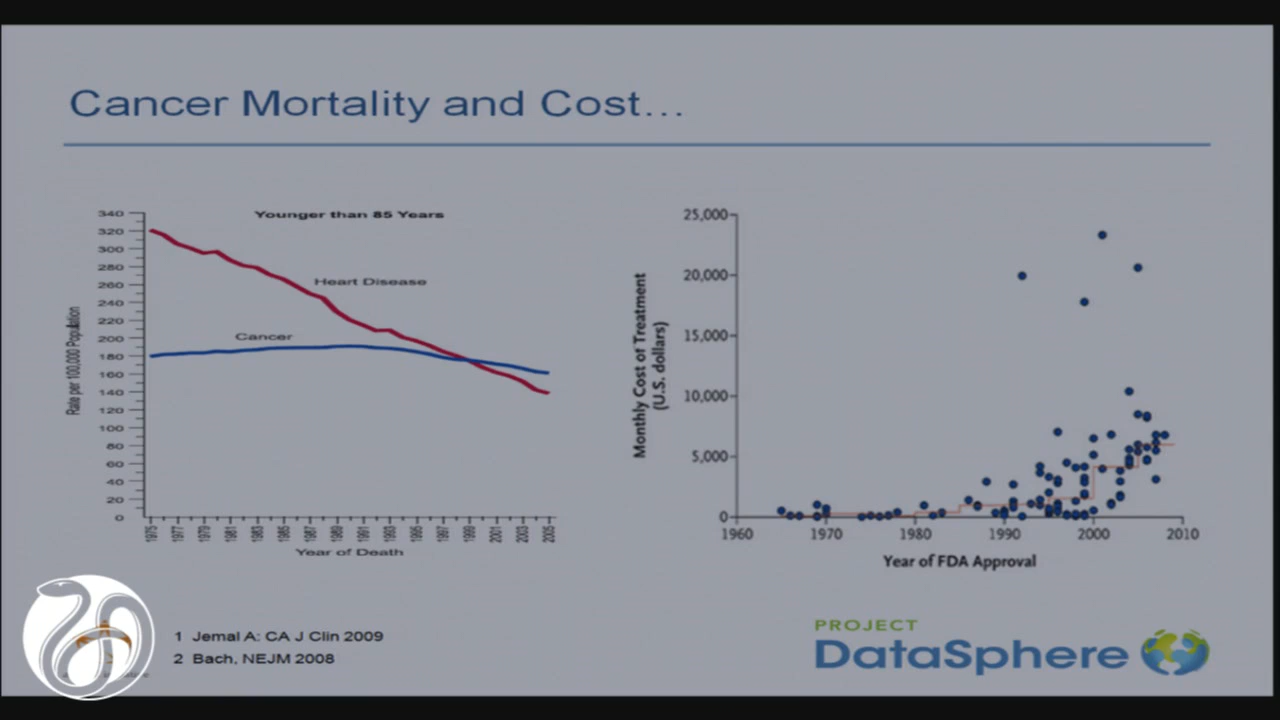 Cancer Mortality and Cost...
Younger than 85 Years
Heart Disease
Cancer
Rate per 100,000 Population
340
320
300
280
260
240
220
200
180
160
140
120
100
80
60
40
20
0
1975 1977 1979 1981 1983 1985 1987 1989 1991 1993 1995 1997 1999 2001 2003 2005
Year of Death
Monthly Cost of Treatment
(U.S. dollars)
25,000
20,000
15,000
10,000
5,000
0
1960 1970 1980 1990 2000 2010
Year of FDA Approval
1 Jemal A: CA J Clin 2009
2 Bach, NEJM 2008
PROJECT
DataSphere